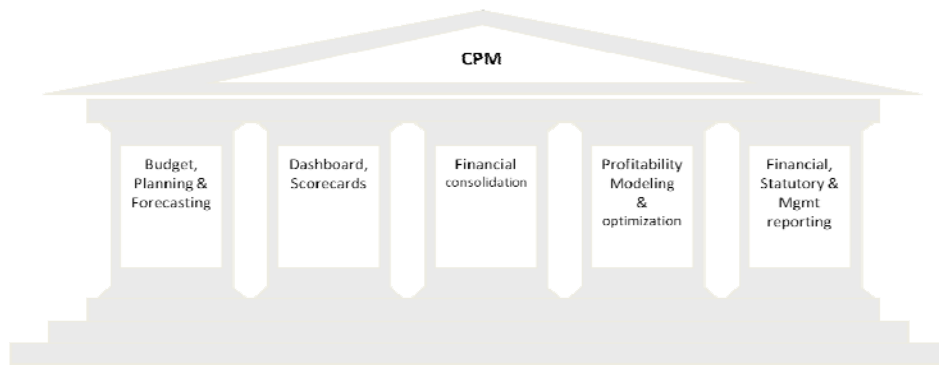 CPM
Budget,
Planning &
Forecasting
Dashboard,
Scorecards
Financial
consolidation
Profitability
Modeling
&
optimization
Financial,
Statutory &
Mgmt
reporting